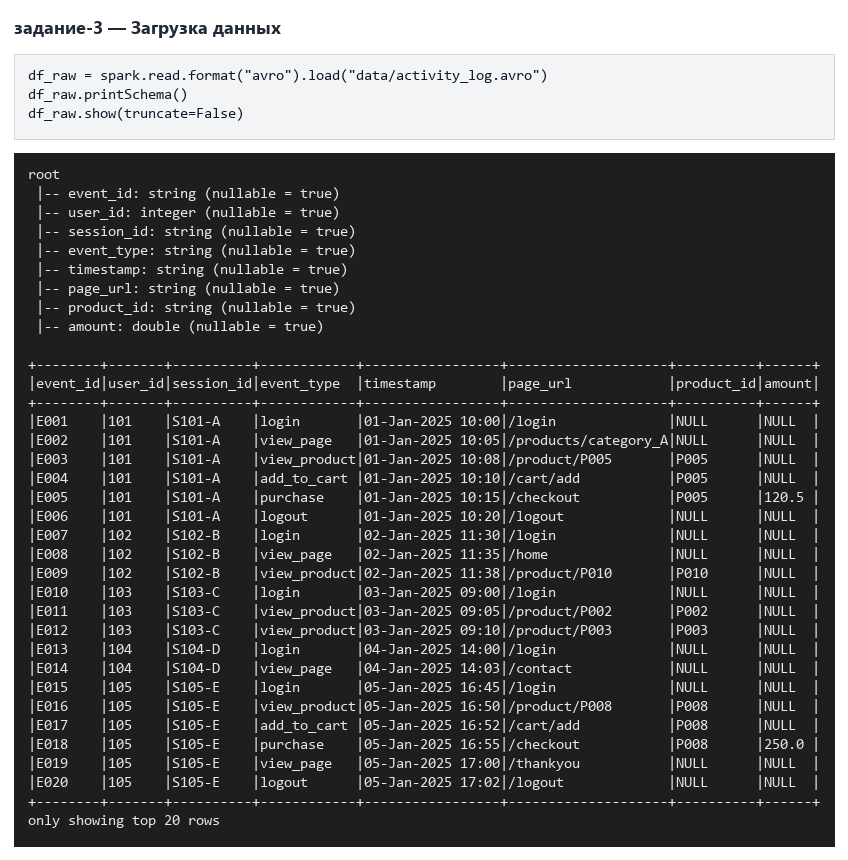 задание-3 — Загрузка данных
df_raw = spark.read.format("avro").load("data/activity_log.avro")
df_raw.printSchema()
df_raw.show(truncate=False)
root
 |-- event_id: string (nullable = true)
 |-- user_id: integer (nullable = true)
 |-- session_id: string (nullable = true)
 |-- event_type: string (nullable = true)
 |-- timestamp: string (nullable = true)
 |-- page_url: string (nullable = true)
 |-- product_id: string (nullable = true)
 |-- amount: double (nullable = true)

+--------+-------+----------+------------+-----------------+--------------------+----------+------+
|event_id|user_id|session_id|event_type  |timestamp        |page_url            |product_id|amount|
+--------+-------+----------+------------+-----------------+--------------------+----------+------+
|E001    |101    |S101-A    |login       |01-Jan-2025 10:00|/login              |NULL      |NULL  |
|E002    |101    |S101-A    |view_page   |01-Jan-2025 10:05|/products/category_A|NULL      |NULL  |
|E003    |101    |S101-A    |view_product|01-Jan-2025 10:08|/product/P005       |P005      |NULL  |
|E004    |101    |S101-A    |add_to_cart |01-Jan-2025 10:10|/cart/add           |P005      |NULL  |
|E005    |101    |S101-A    |purchase    |01-Jan-2025 10:15|/checkout           |P005      |120.5 |
|E006    |101    |S101-A    |logout      |01-Jan-2025 10:20|/logout             |NULL      |NULL  |
|E007    |102    |S102-B    |login       |02-Jan-2025 11:30|/login              |NULL      |NULL  |
|E008    |102    |S102-B    |view_page   |02-Jan-2025 11:35|/home               |NULL      |NULL  |
|E009    |102    |S102-B    |view_product|02-Jan-2025 11:38|/product/P010       |P010      |NULL  |
|E010    |103    |S103-C    |login       |03-Jan-2025 09:00|/login              |NULL      |NULL  |
|E011    |103    |S103-C    |view_product|03-Jan-2025 09:05|/product/P002       |P002      |NULL  |
|E012    |103    |S103-C    |view_product|03-Jan-2025 09:10|/product/P003       |P003      |NULL  |
|E013    |104    |S104-D    |login       |04-Jan-2025 14:00|/login              |NULL      |NULL  |
|E014    |104    |S104-D    |view_page   |04-Jan-2025 14:03|/contact            |NULL      |NULL  |
|E015    |105    |S105-E    |login       |05-Jan-2025 16:45|/login              |NULL      |NULL  |
|E016    |105    |S105-E    |view_product|05-Jan-2025 16:50|/product/P008       |P008      |NULL  |
|E017    |105    |S105-E    |add_to_cart |05-Jan-2025 16:52|/cart/add           |P008      |NULL  |
|E018    |105    |S105-E    |purchase    |05-Jan-2025 16:55|/checkout           |P008      |250.0 |
|E019    |105    |S105-E    |view_page   |05-Jan-2025 17:00|/thankyou           |NULL      |NULL  |
|E020    |105    |S105-E    |logout      |05-Jan-2025 17:02|/logout             |NULL      |NULL  |
+--------+-------+----------+------------+-----------------+--------------------+----------+------+
only showing top 20 rows